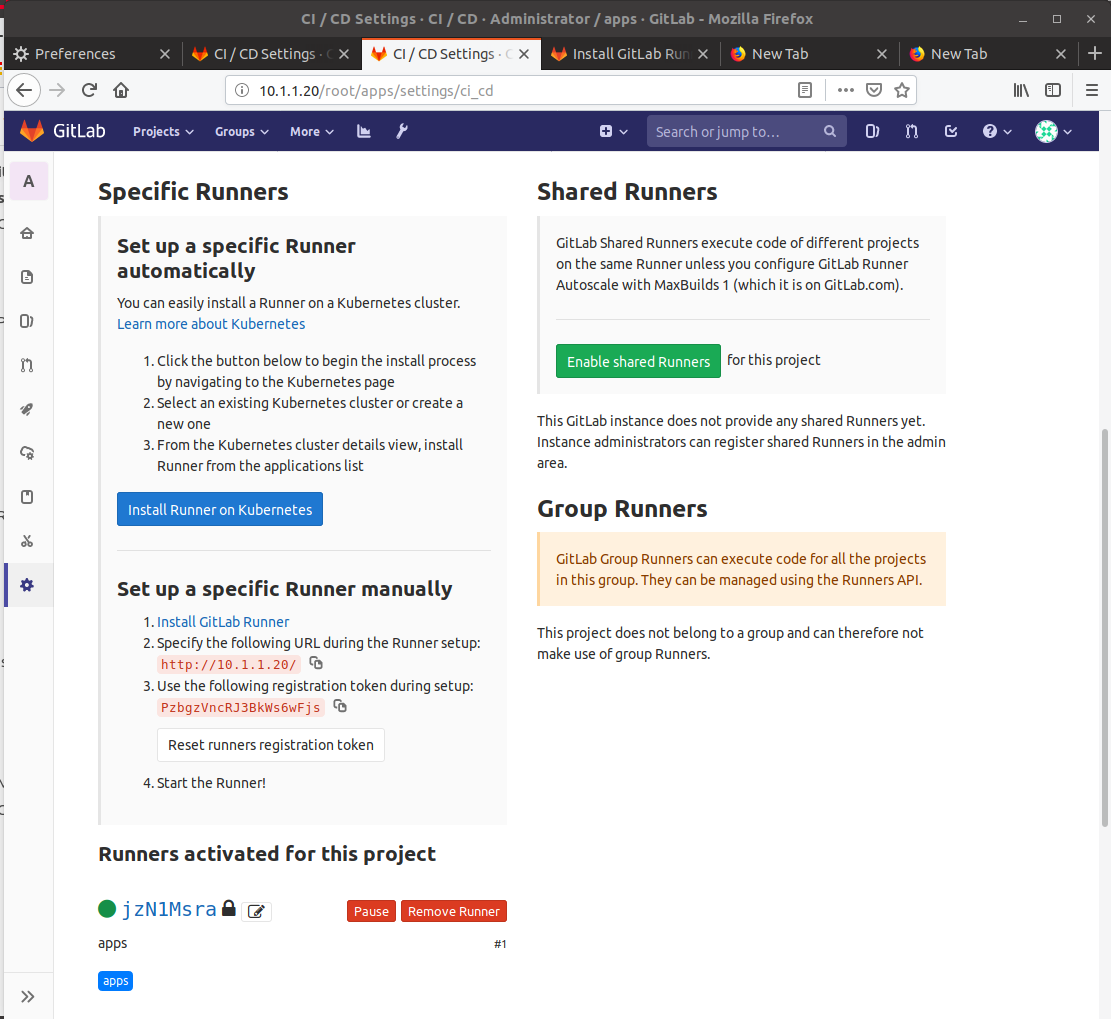 CI / CD Settings · CI / CD · Administrator / apps · GitLab - Mozilla Firefox
Preferences
CI / CD Settings ·
CI / CD Settings ·
Install GitLab Run
New Tab
New Tab
10.1.1.20/root/apps/settings/ci_cd
GitLab
Projects
Groups
More
Search or jump to...
A
Specific Runners
Set up a specific Runner
automatically
You can easily install a Runner on a Kubernetes cluster.
Learn more about Kubernetes
1. Click the button below to begin the install process
by navigating to the Kubernetes page
2. Select an existing Kubernetes cluster or create a
new one
3. From the Kubernetes cluster details view, install
Runner from the applications list
Install Runner on Kubernetes
Set up a specific Runner manually
1. Install GitLab Runner
2. Specify the following URL during the Runner setup:
http://10.1.1.20/
3. Use the following registration token during setup:
PzbgzVncRJ3BkWs6wFjs
Reset runners registration token
4. Start the Runner!
Runners activated for this project
jzN1Msra
Pause
Remove Runner
apps
#1
apps
Shared Runners
GitLab Shared Runners execute code of different projects
on the same Runner unless you configure GitLab Runner
Autoscale with MaxBuilds 1 (which it is on GitLab.com).
Enable shared Runners for this project
This GitLab instance does not provide any shared Runners yet.
Instance administrators can register shared Runners in the admin
area.
Group Runners
GitLab Group Runners can execute code for all the projects
in this group. They can be managed using the Runners API.
This project does not belong to a group and can therefore not
make use of group Runners.